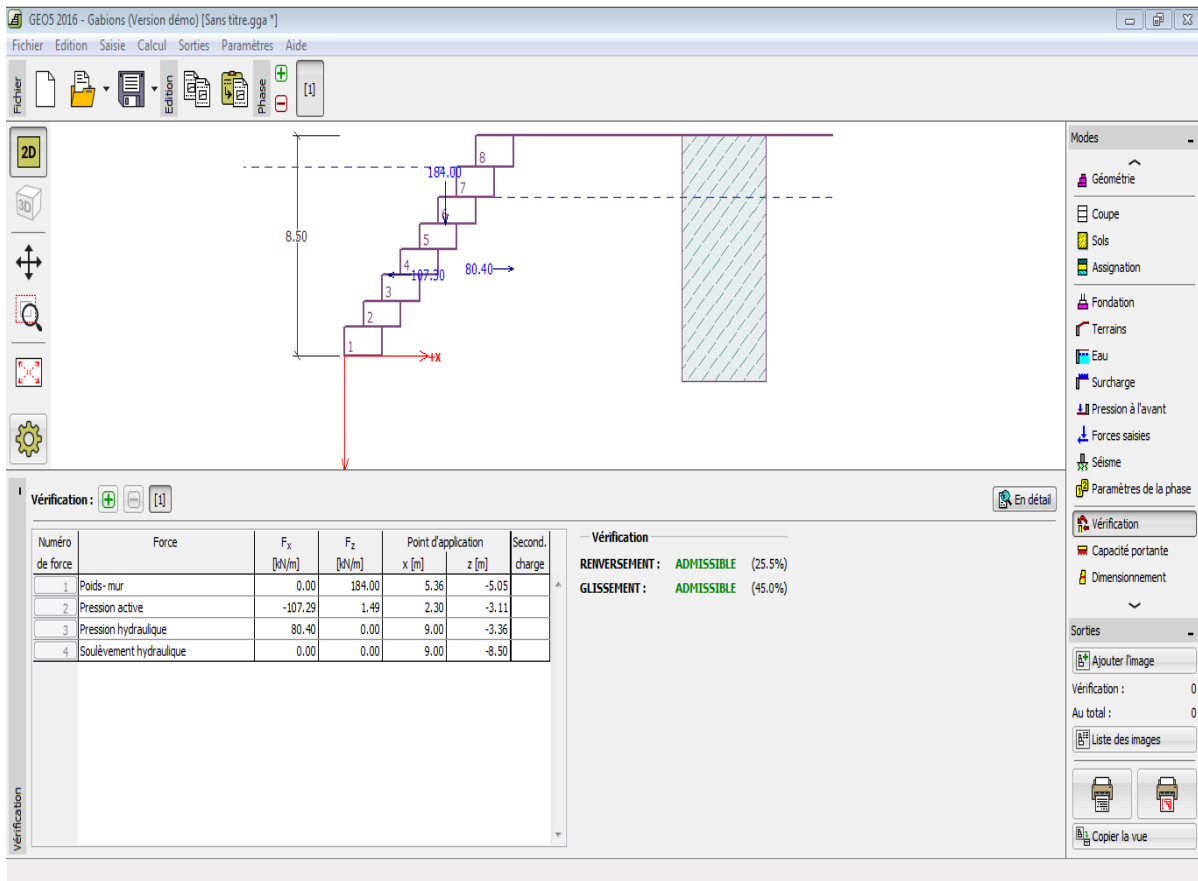 GEO5 2016 - Gabions (Version démo) [Sans titre.gga *]
Fichier Edition Saisie Calcul Sorties Paramètres Aide
Fichier
Edition
Phase
[1]
2D
3D
8.50
184.00
107.30
80.40
+x
8
7
6
5
4
3
2
1
Modes
Géométrie
Coupe
Sols
Assignation
Fondation
Terrains
Eau
Surcharge
Pression à l'avant
Forces saisies
Séisme
Paramètres de la phase
Vérification
Capacité portante
Dimensionnement
Sorties
Ajouter l'image
Vérification : 0
Au total : 0
Liste des images
Copier la vue
Vérification : [1]
En détail
Numéro de force Force Fx [kN/m] Fz [kN/m] Point d'application x [m] z [m] Second. charge
1 Poids- mur 0.00 184.00 5.36 -5.05
2 Pression active -107.29 1.49 2.30 -3.11
3 Pression hydraulique 80.40 0.00 9.00 -3.36
4 Soulèvement hydraulique 0.00 0.00 9.00 -8.50
Vérification
RENVERSEMENT : ADMISSIBLE (25.5%)
GLISSEMENT : ADMISSIBLE (45.0%)
Vérification